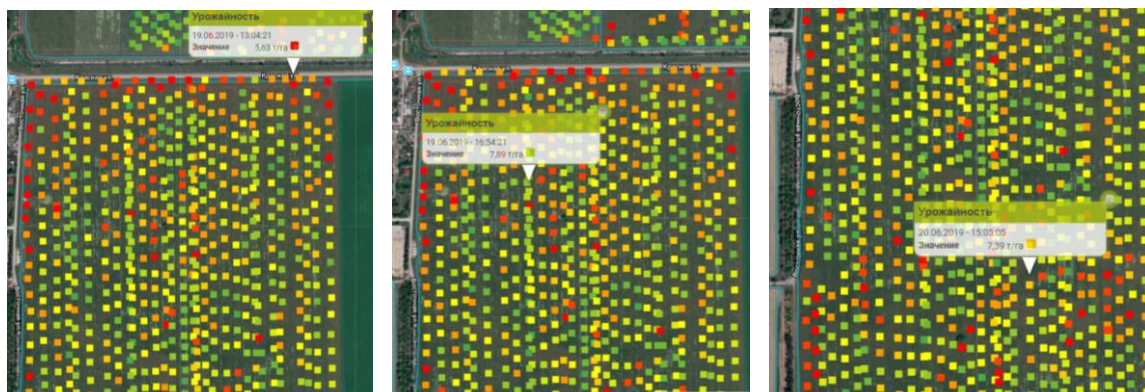 Урожайность
19.06.2019 - 13:04:21
Значение 5,63 т/га
Урожайность
19.06.2019 - 16:54:21
Значение 7,89 т/га
Урожайность
20.06.2019 - 15:05:05
Значение 7,39 т/га